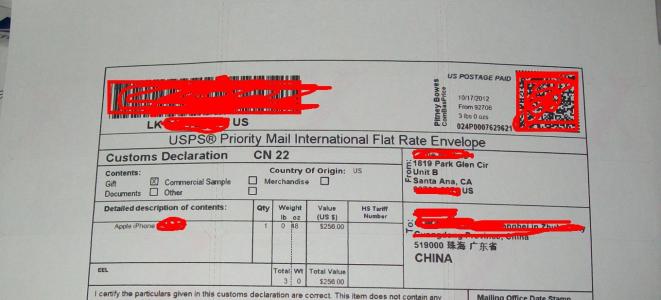 US POSTAGE PAID
Pitney Bowes
ComBasPrice
10/17/2012
From 92706
3 lbs 0 ozs
024P0007629621
LK US
USPS® Priority Mail International Flat Rate Envelope
Customs Declaration CN 22
Contents: Country Of Origin: US
Gift Commercial Sample Merchandise
Documents Other
From:
1819 Park Glen Cir
Unit B
Santa Ana, CA
US
Detailed description of contents: Qty Weight lb oz Value (US $) HS Tariff Number
Apple iPhone 1 0 48 $256.00
To:
China
519000 珠海 广东省
CHINA
EEL Total Wt Total Value
3 0 $256.00
I certify the particulars given in this customs declaration are correct. This item does not contain any
Mailing Office Date Stamp